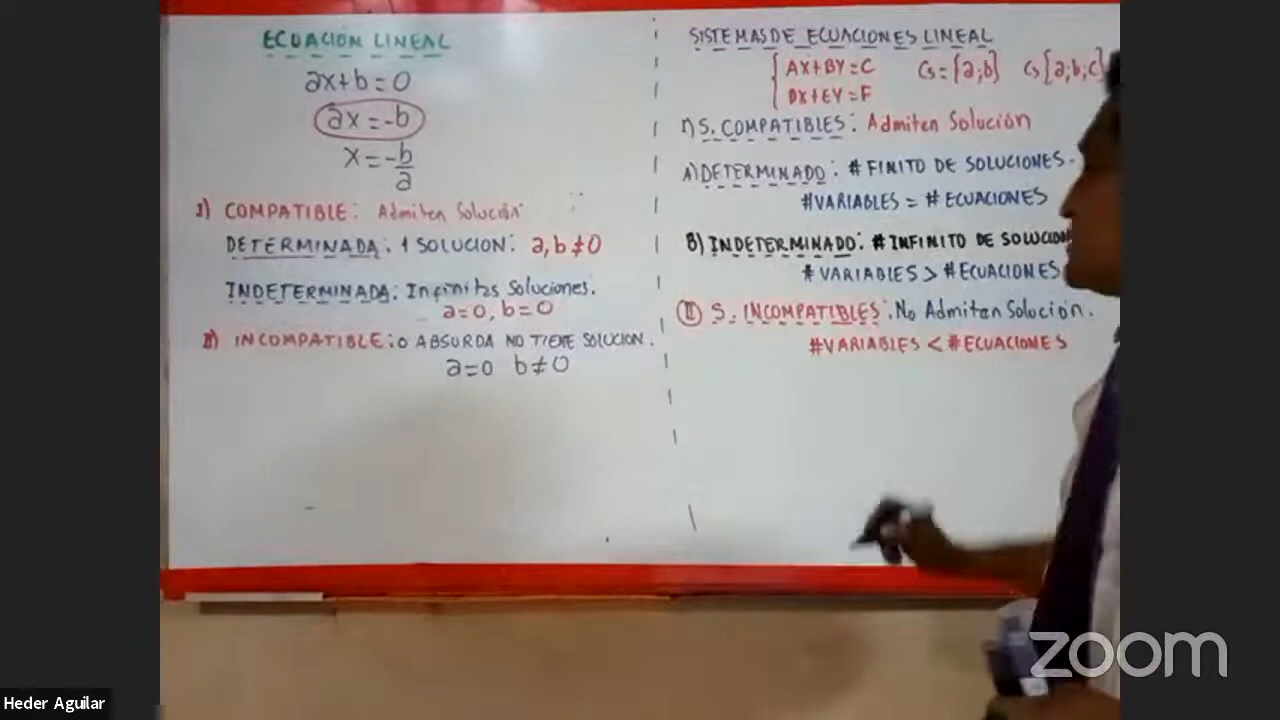 ECUACIÓN LINEAL
ax+b=0
ax=-b
x=-b/a
I) COMPATIBLE: Admiten Solución
DETERMINADA: 1 SOLUCION: a,b≠0
INDETERMINADA: Infinitas Soluciones.
a=0, b=0
II) INCOMPATIBLE: O ABSURDA NO TIENE SOLUCION.
a=0 b≠0
SISTEMAS DE ECUACIONES LINEAL
AX+BY=C
DX+EY=F
Cs={a;b} Cs{a;b;c}
I) S. COMPATIBLES: Admiten Solución
A) DETERMINADO: # FINITO DE SOLUCIONES.
#VARIABLES = # ECUACIONES
B) INDETERMINADO: # INFINITO DE
#VARIABLES > #ECUACIONES
II S. INCOMPATIBLES: No Admiten Solución.
#VARIABLES < #ECUACIONES
zoom
Heder Aguilar